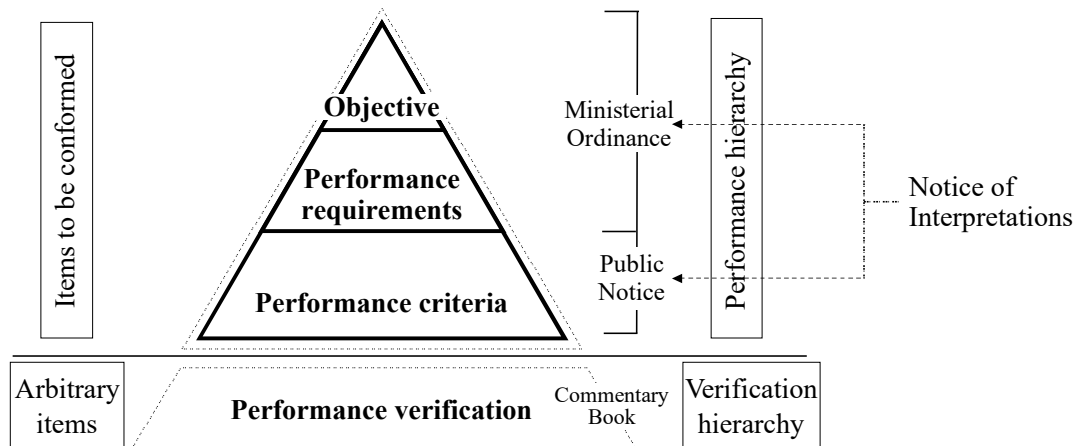 Items to be conformed
Objective
Performance
requirements
Performance criteria
Ministerial
Ordinance
Public
Notice
Performance hierarchy
Notice of
Interpretations
Arbitrary
items
Performance verification
Commentary
Book
Verification
hierarchy